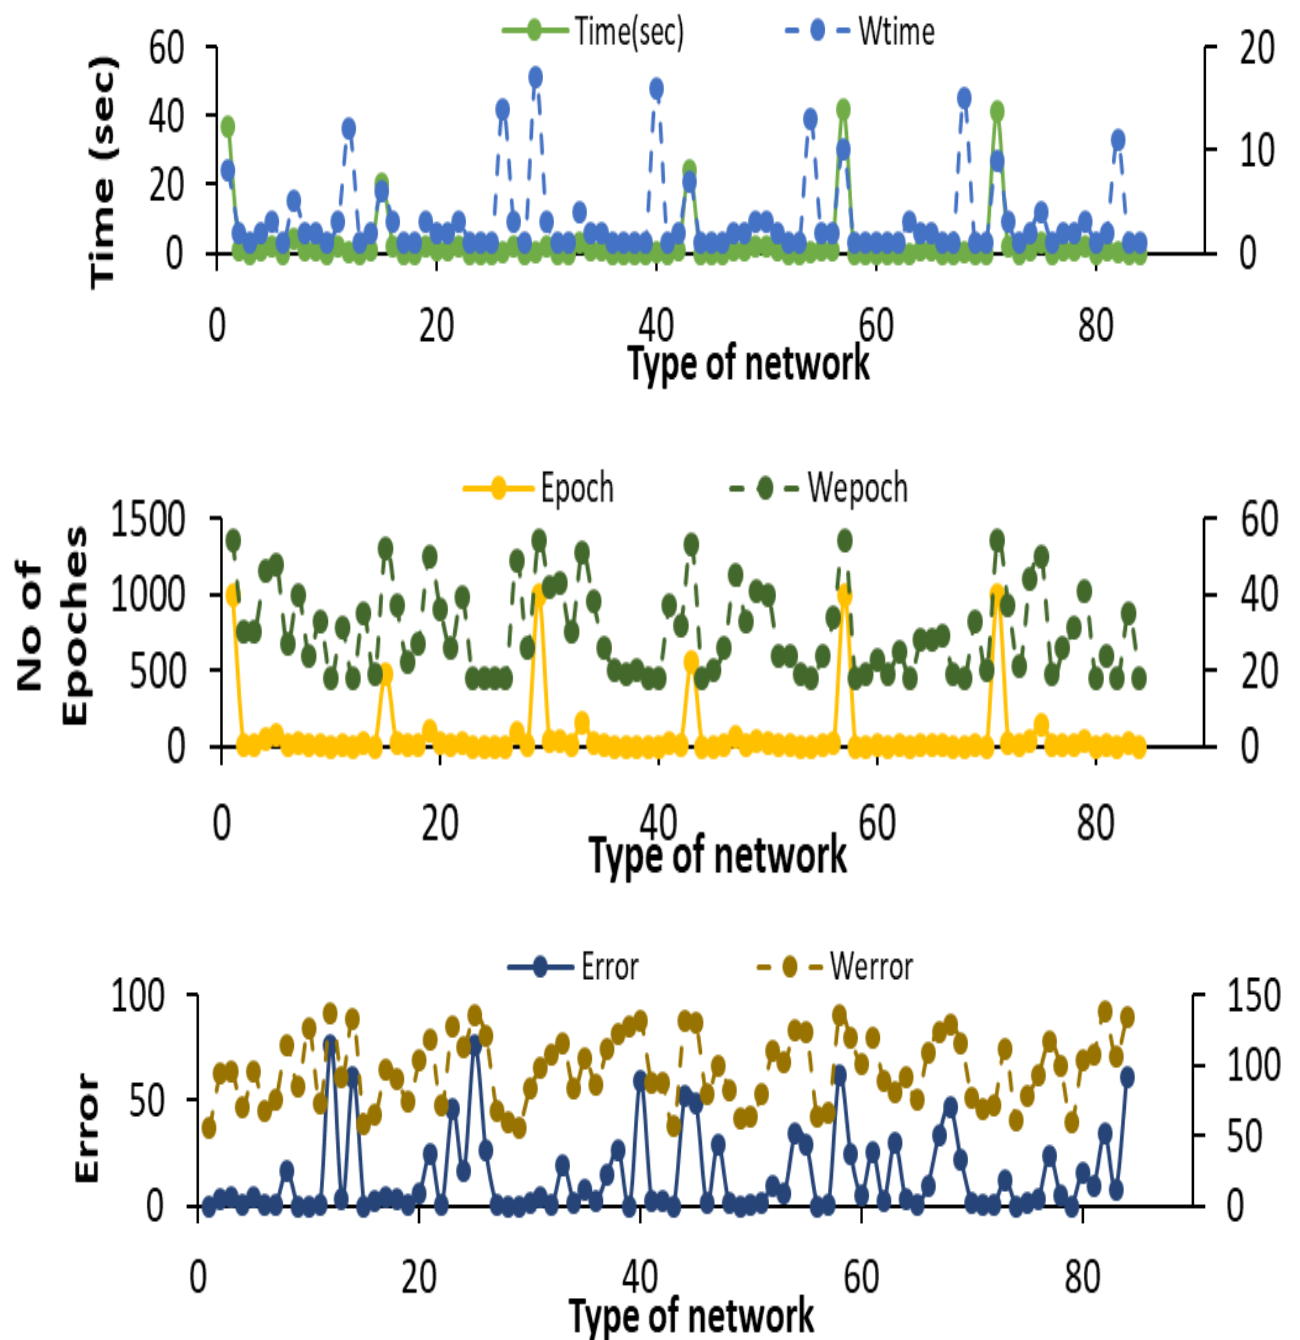 Time(sec) Wtime
60 20
40
10
20
0 0
Time (sec)
0 20 40 60 80
Type of network
Epoch Wepoch
1500 60
1000 40
500 20
0 0
No of
Epoches
0 20 40 60 80
Type of network
Error Werror
100 150
100
50
50
0 0
Error
0 20 40 60 80
Type of network